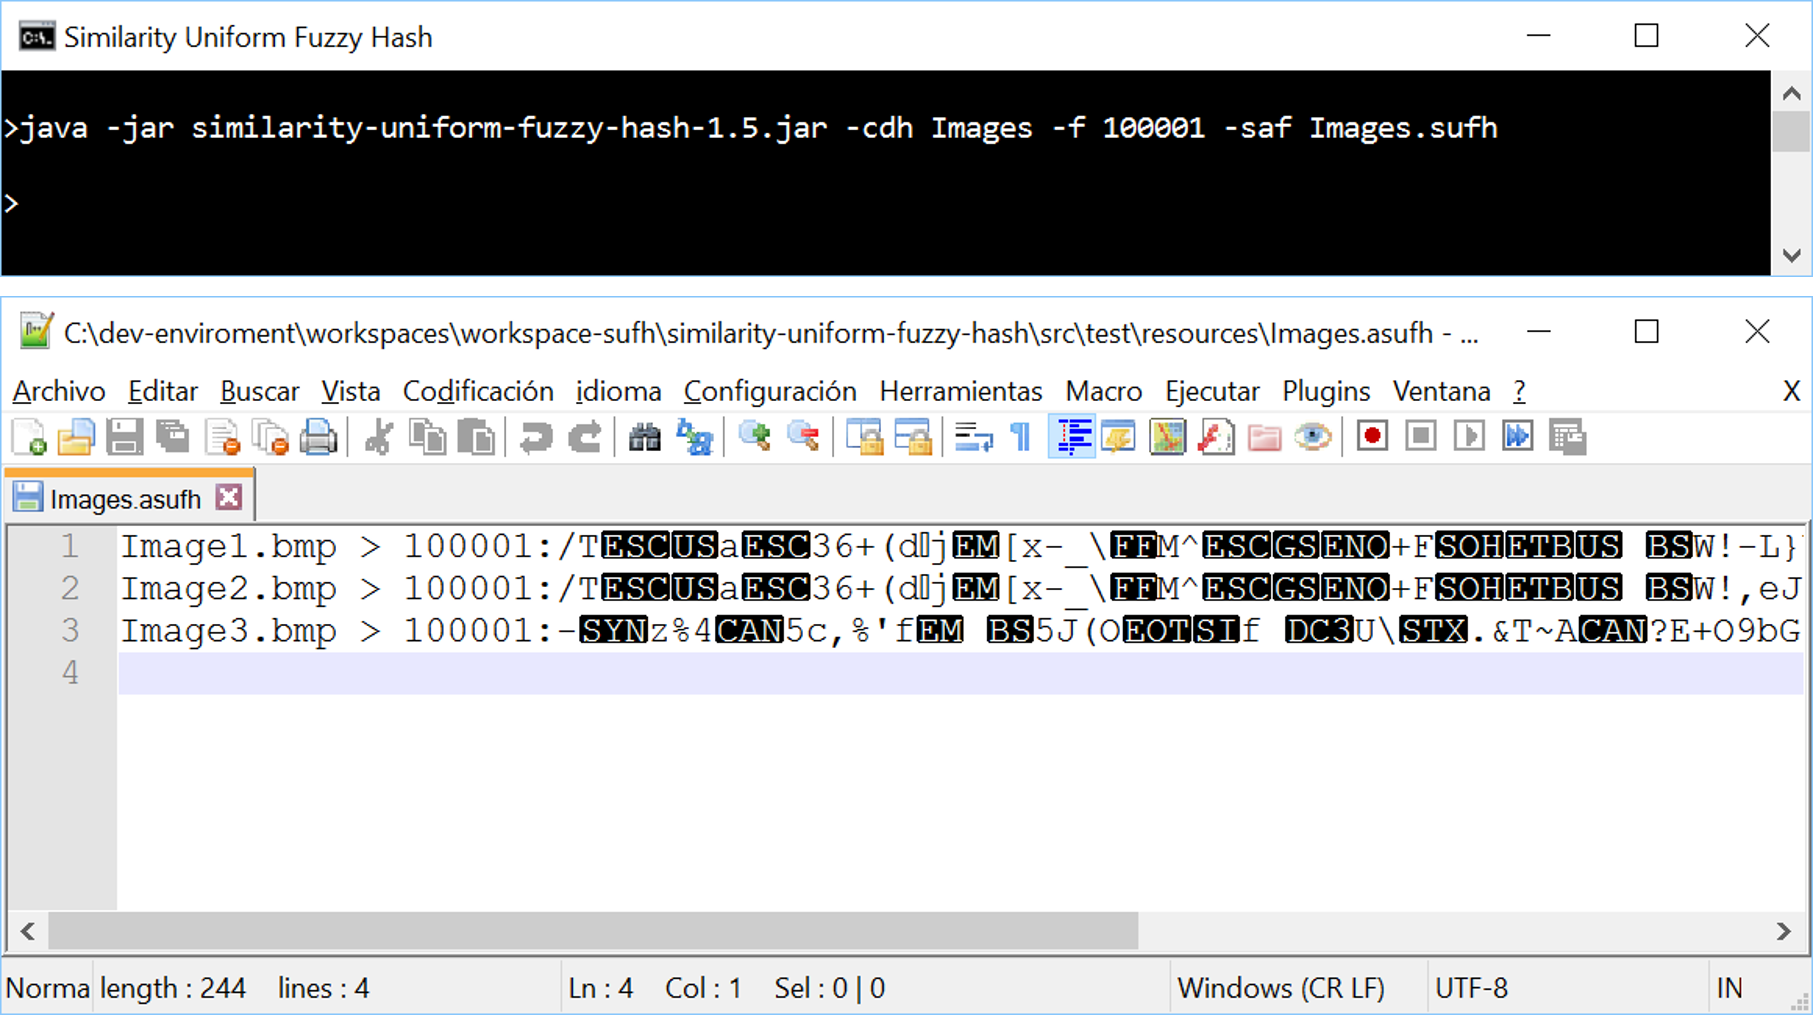 Similarity Uniform Fuzzy Hash
>java -jar similarity-uniform-fuzzy-hash-1.5.jar -cdh Images -f 100001 -saf Images.sufh
>
C:\dev-enviroment\workspaces\workspace-sufh\similarity-uniform-fuzzy-hash\src\test\resources\Images.asufh - ...
Archivo Editar Buscar Vista Codificación idioma Configuración Herramientas Macro Ejecutar Plugins Ventana ? X
Images.asufh
1 Image1.bmp > 100001:/TESCUSaESC36+(d▯jEM[x-_\FFM^ESCGSENQ+FSOHETBUS BSW!-L}
2 Image2.bmp > 100001:/TESCUSaESC36+(d▯jEM[x-_\FFM^ESCGSENQ+FSOHETBUS BSW!,eJ
3 Image3.bmp > 100001:-SYNz%4CAN5c,%'fEM BS5J(OEOTSIf DC3U\STX.&T~ACAN?E+O9bG
4
Norma length : 244 lines : 4 Ln : 4 Col : 1 Sel : 0 | 0 Windows (CR LF) UTF-8 IN